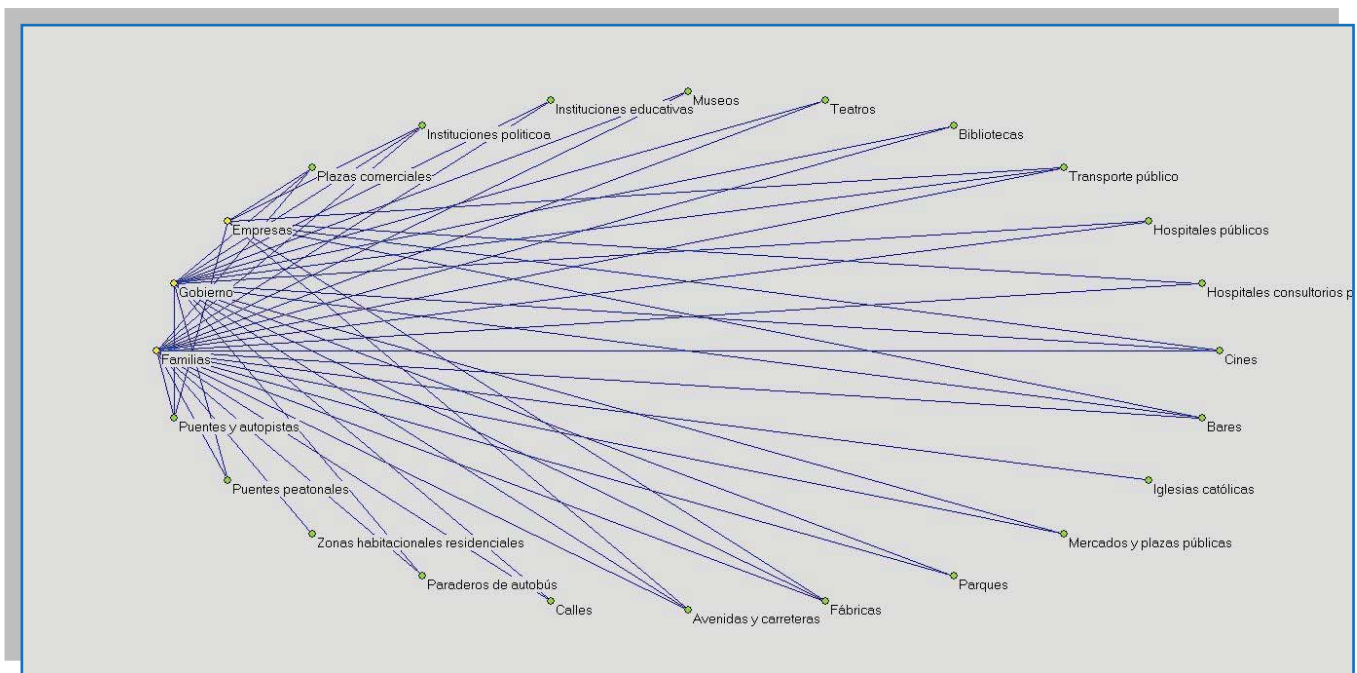 Museos
Instituciones educativas
Teatros
Instituciones politicoa
Bibliotecas
Plazas comerciales
Transporte público
Empresas
Hospitales públicos
Gobierno
Hospitales consultorios p
Familias
Cines
Puentes y autopistas
Bares
Puentes peatonales
Iglesias católicas
Zonas habitacionales residenciales
Mercados y plazas públicas
Paraderos de autobús
Parques
Calles
Fábricas
Avenidas y carreteras